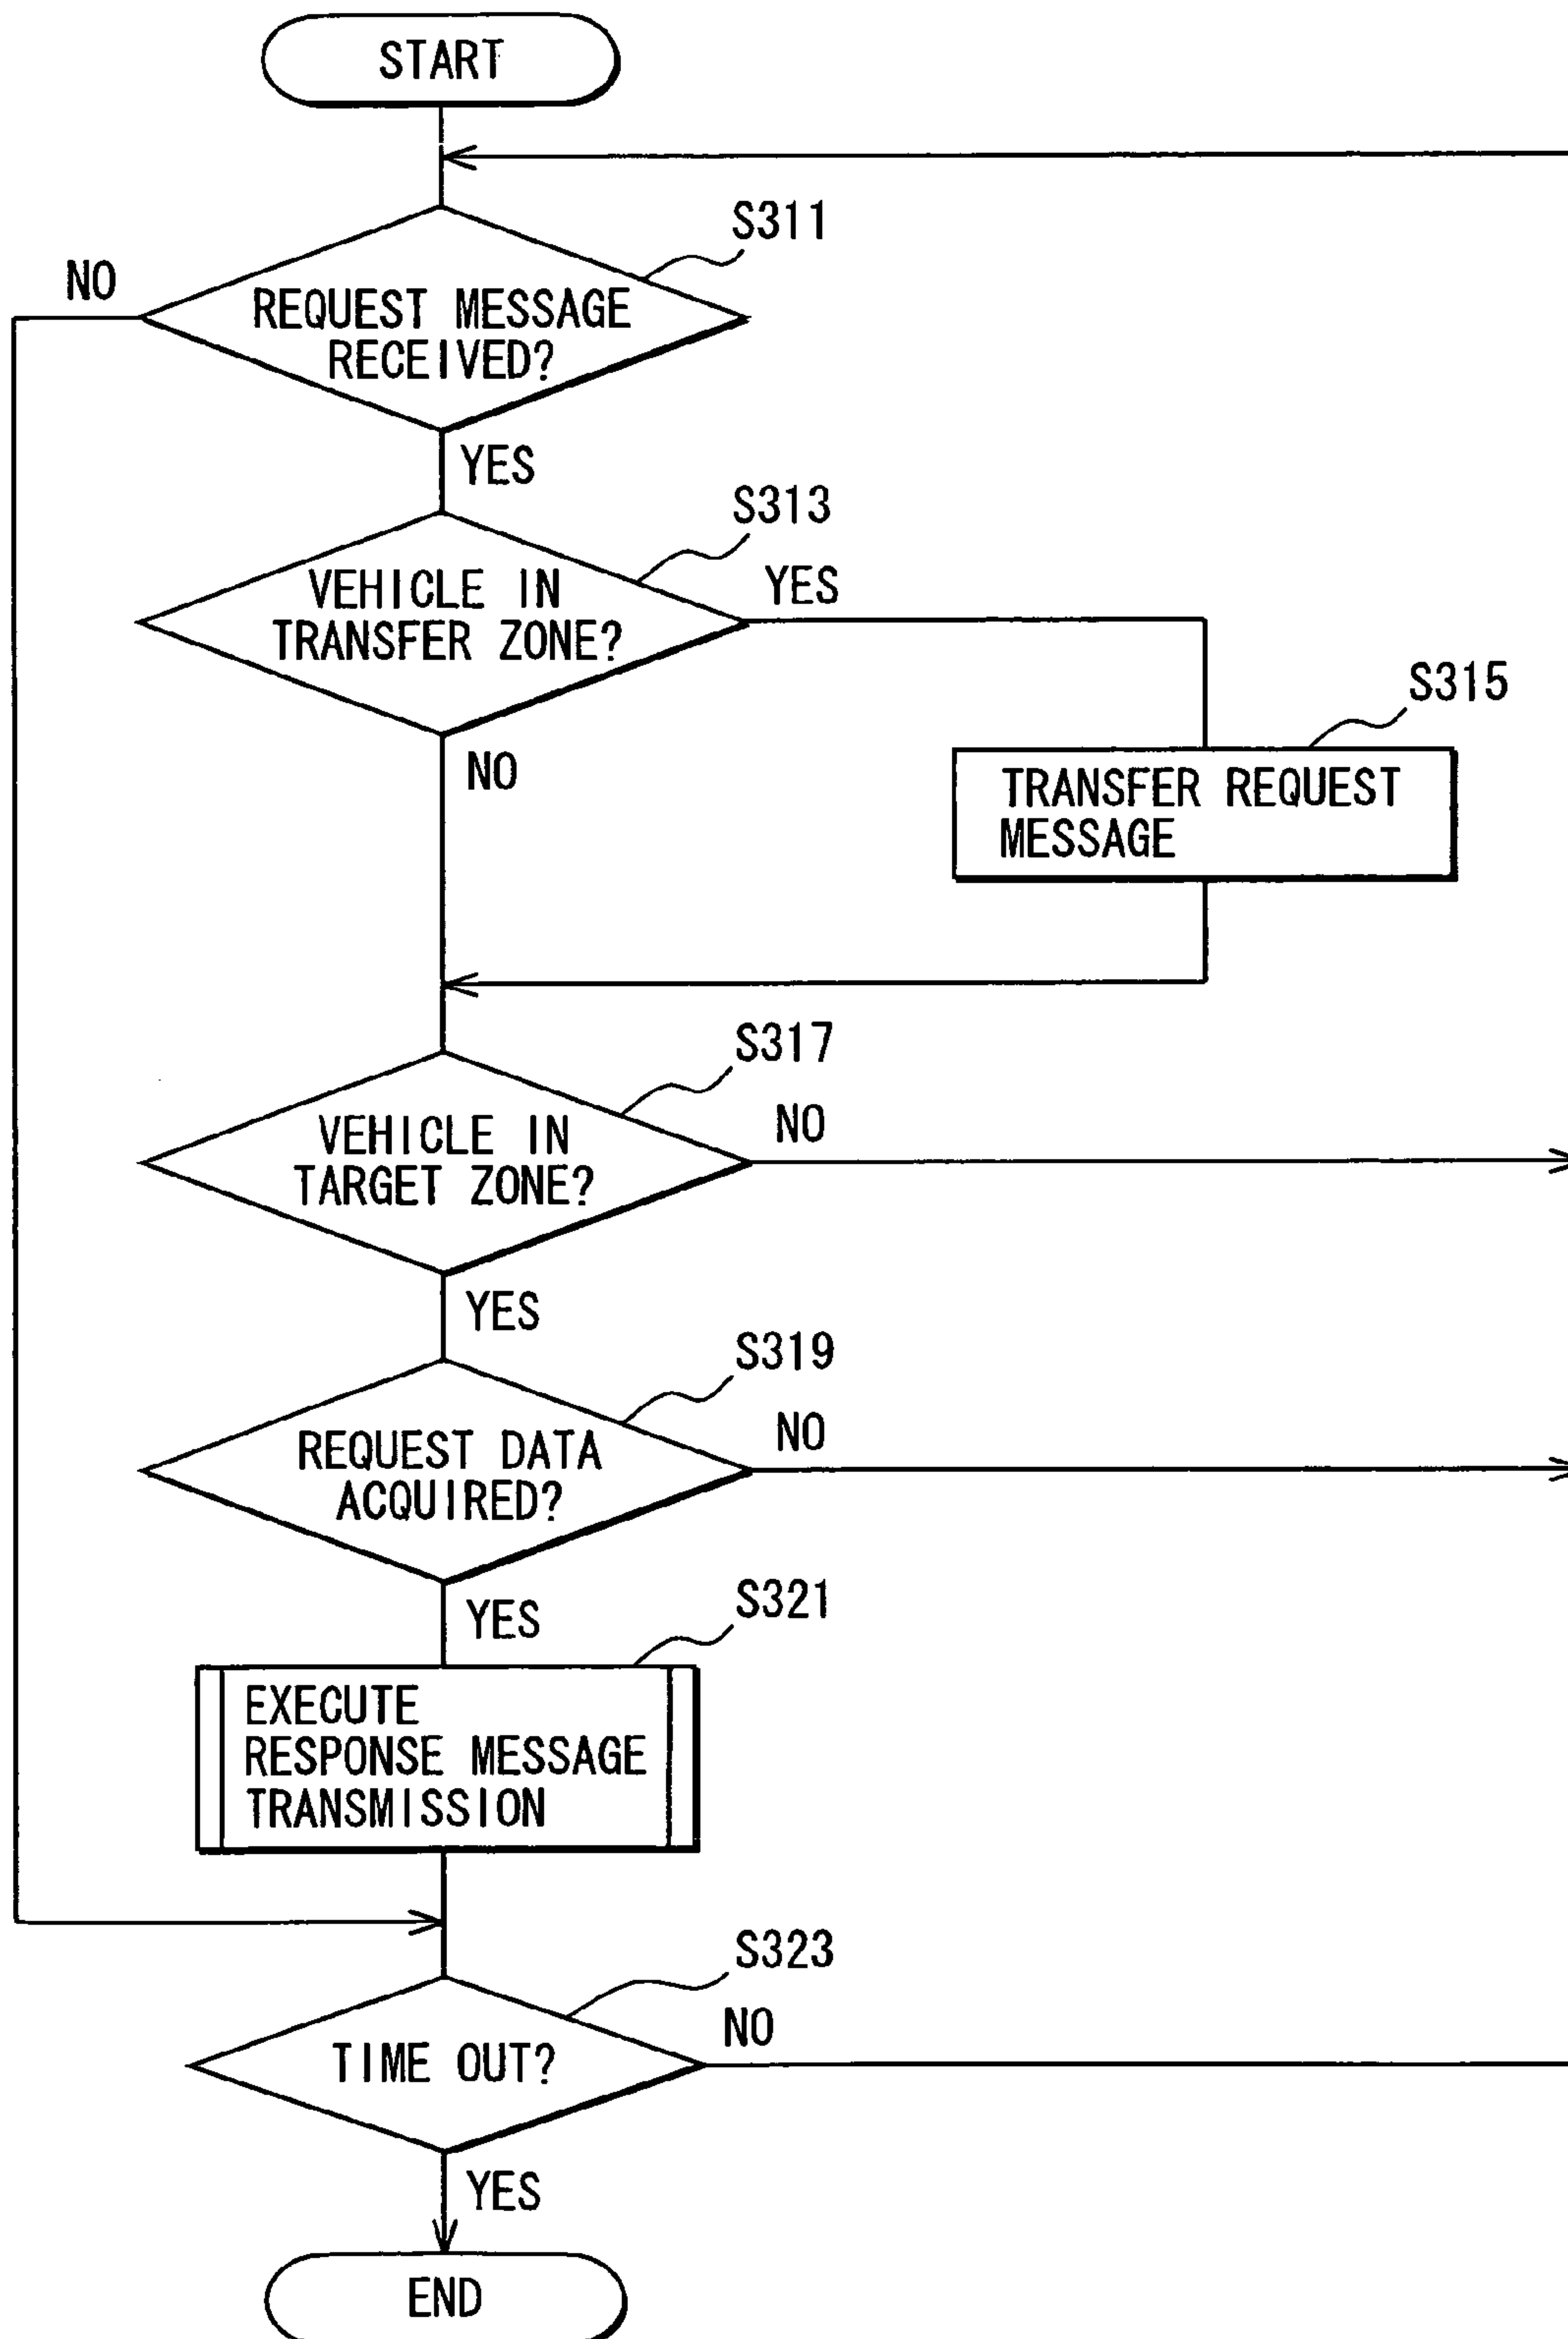 START
S311
NO
REQUEST MESSAGE
RECEIVED?
YES
S313
VEHICLE IN
TRANSFER ZONE?
YES
S315
NO
TRANSFER REQUEST
MESSAGE
S317
VEHICLE IN
TARGET ZONE?
NO
YES
S319
REQUEST DATA
ACQUIRED?
NO
YES
S321
EXECUTE
RESPONSE MESSAGE
TRANSMISSION
S323
TIME OUT?
NO
YES
END